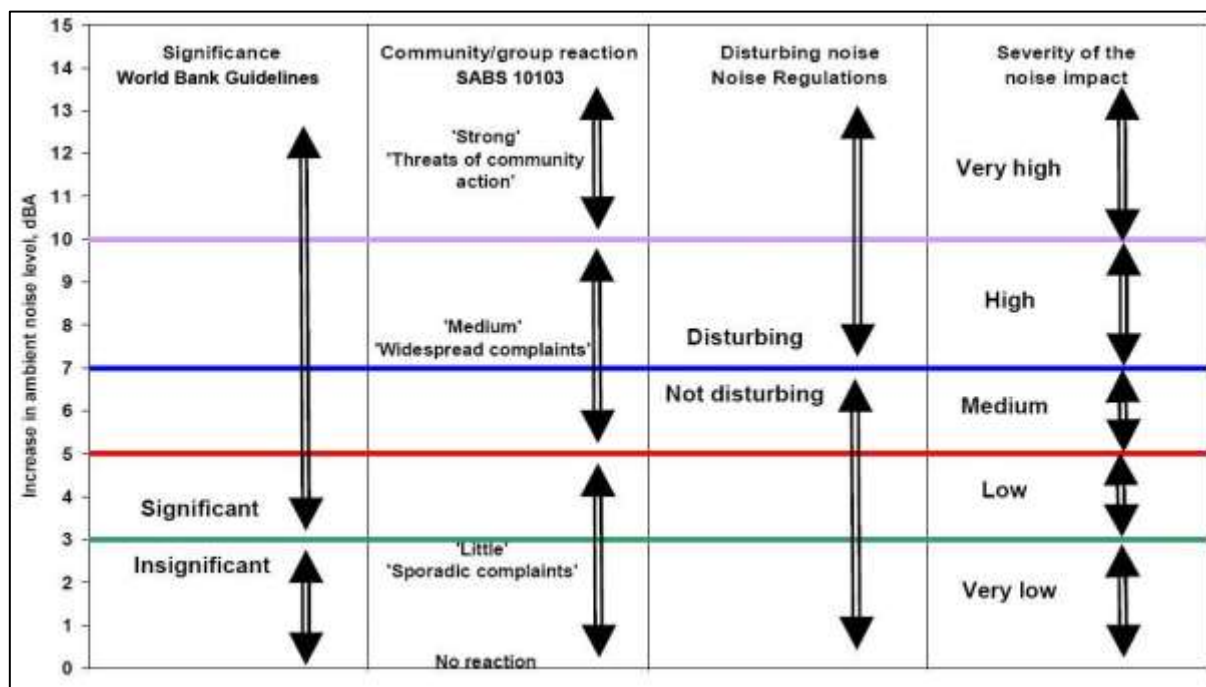 Increase in ambient noise level, dBA
15
14
13
12
11
10
9
8
7
6
5
4
3
2
1
0
Significance
World Bank Guidelines
Significant
Insignificant
Community/group reaction
SABS 10103
'Strong'
'Threats of community
action'
'Medium'
'Widespread complaints'
'Little'
'Sporadic complaints'
No reaction
Disturbing noise
Noise Regulations
Disturbing
Not disturbing
Severity of the
noise impact
Very high
High
Medium
Low
Very low